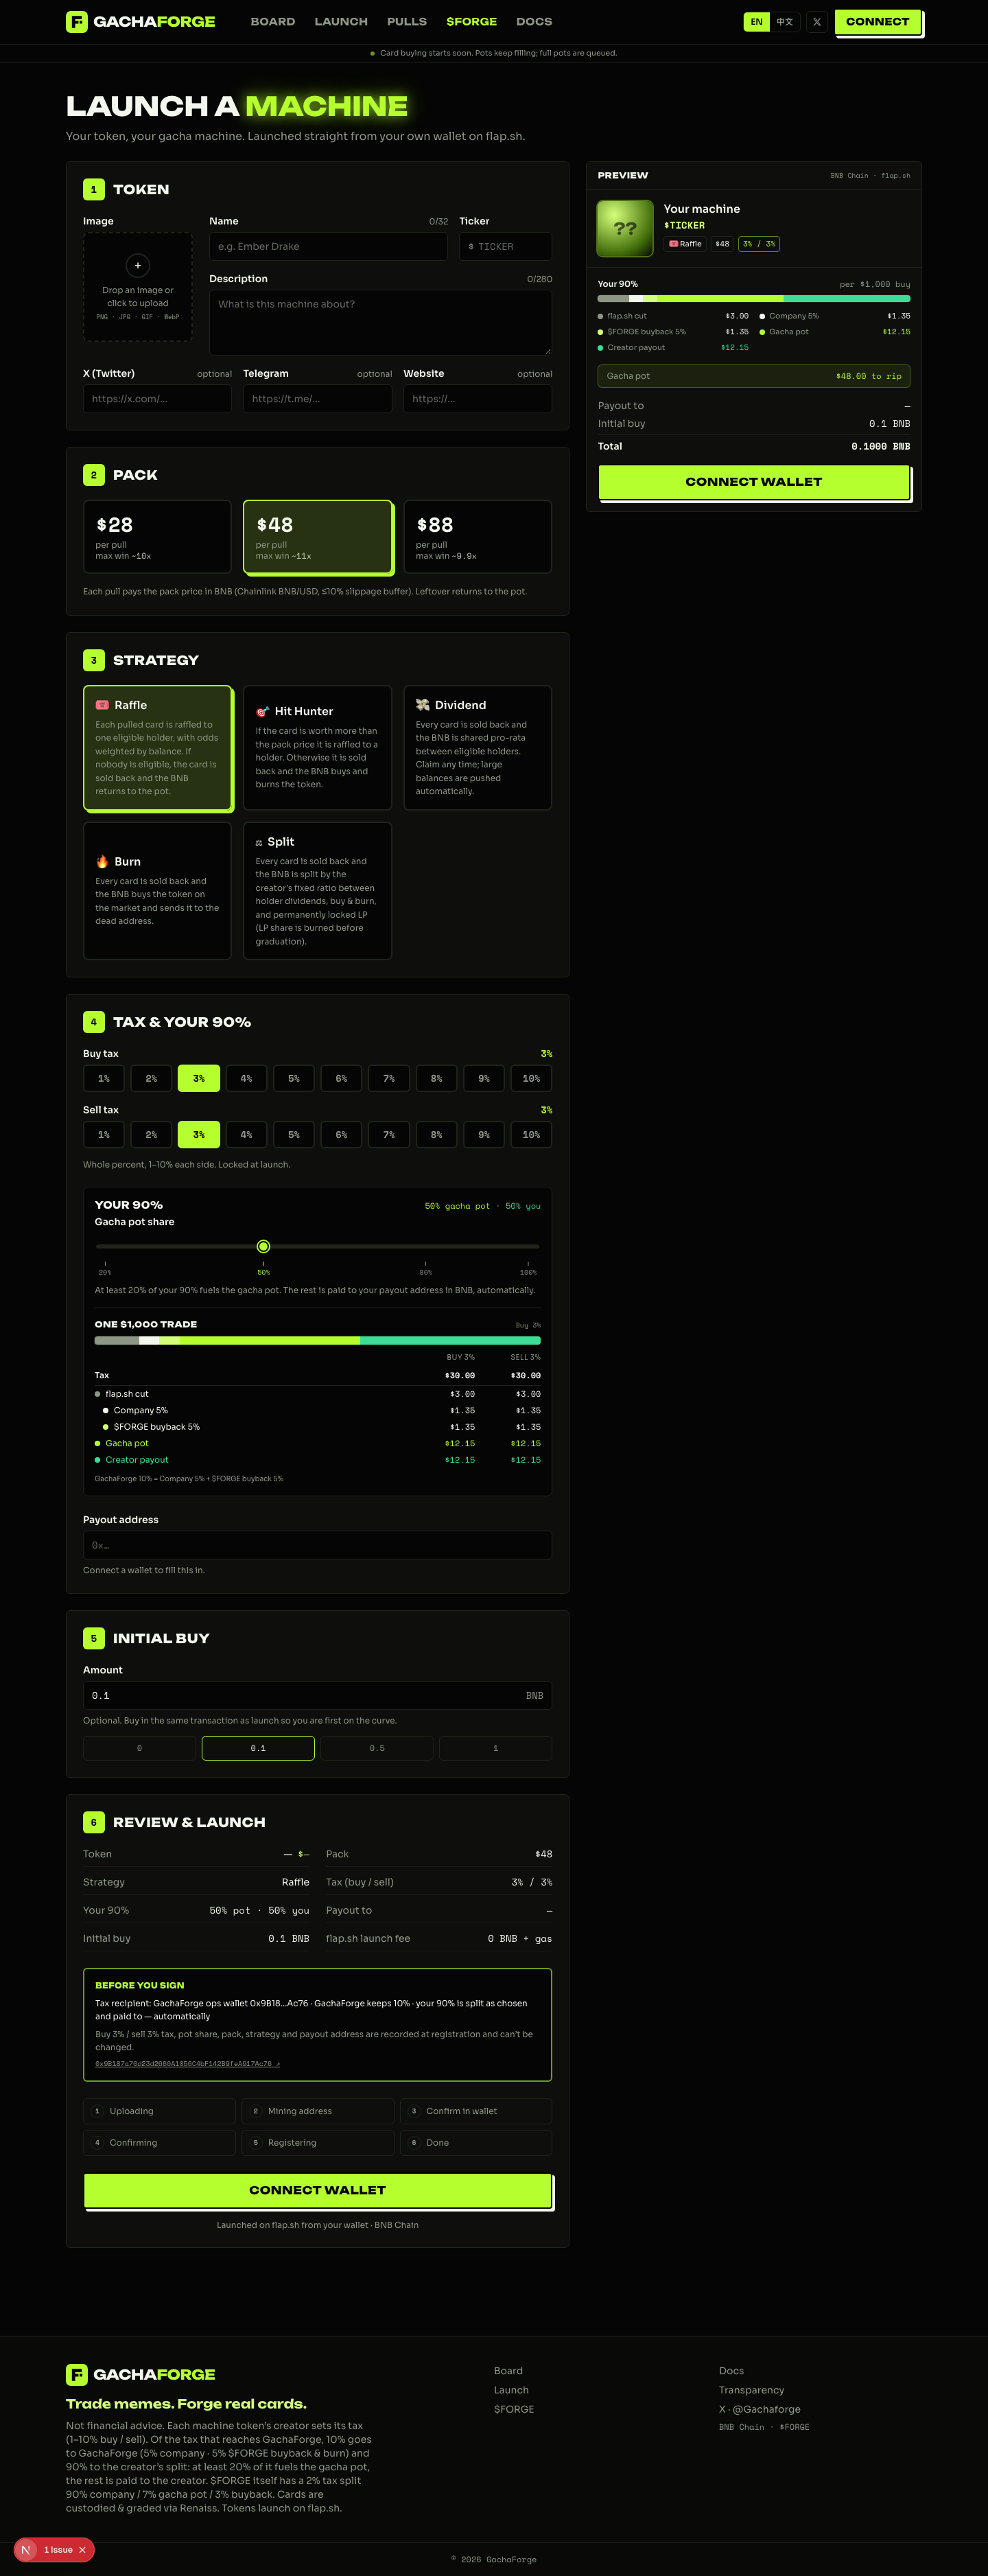 F GACHAFORGE BOARD LAUNCH PULLS $FORGE DOCS EN 中文 X CONNECT
Card buying starts soon. Pots keep filling; full pots are queued.
LAUNCH A MACHINE
Your token, your gacha machine. Launched straight from your own wallet on flap.sh.
1 TOKEN
Image
+
Drop an image or
click to upload
PNG · JPG · GIF · WebP
Name 0/32
e.g. Ember Drake
Ticker
$ TICKER
Description 0/280
What is this machine about?
X (Twitter) optional
https://x.com/...
Telegram optional
https://t.me/...
Website optional
https://...
PREVIEW BNB Chain · flap.sh
??
Your machine
$TICKER
Raffle $48 3% / 3%
Your 90% per $1,000 buy
flap.sh cut $3.00 Company 5% $1.35
$FORGE buyback 5% $1.35 Gacha pot $12.15
Creator payout $12.15
Gacha pot $48.00 to rip
Payout to —
Initial buy 0.1 BNB
Total 0.1000 BNB
CONNECT WALLET
2 PACK
$28
per pull
max win ~10x
$48
per pull
max win ~11x
$88
per pull
max win ~9.9x
Each pull pays the pack price in BNB (Chainlink BNB/USD, ≤10% slippage buffer). Leftover returns to the pot.
3 STRATEGY
Raffle
Each pulled card is raffled to
one eligible holder, with odds
weighted by balance. If
nobody is eligible, the card is
sold back and the BNB
returns to the pot.
Hit Hunter
If the card is worth more than
the pack price it is raffled to a
holder. Otherwise it is sold
back and the BNB buys and
burns the token.
Dividend
Every card is sold back and
the BNB is shared pro-rata
between eligible holders.
Claim any time; large
balances are pushed
automatically.
Burn
Every card is sold back and
the BNB buys the token on
the market and sends it to the
dead address.
Split
Every card is sold back and
the BNB is split by the
creator's fixed ratio between
holder dividends, buy & burn,
and permanently locked LP
(LP share is burned before
graduation).
4 TAX & YOUR 90%
Buy tax 3%
1% 2% 3% 4% 5% 6% 7% 8% 9% 10%
Sell tax 3%
1% 2% 3% 4% 5% 6% 7% 8% 9% 10%
Whole percent, 1–10% each side. Locked at launch.
YOUR 90% 50% gacha pot · 50% you
Gacha pot share
20% 50% 80% 100%
At least 20% of your 90% fuels the gacha pot. The rest is paid to your payout address in BNB, automatically.
ONE $1,000 TRADE Buy 3%
BUY 3% SELL 3%
Tax $30.00 $30.00
flap.sh cut $3.00 $3.00
Company 5% $1.35 $1.35
$FORGE buyback 5% $1.35 $1.35
Gacha pot $12.15 $12.15
Creator payout $12.15 $12.15
GachaForge 10% = Company 5% + $FORGE buyback 5%
Payout address
0x…
Connect a wallet to fill this in.
5 INITIAL BUY
Amount
0.1 BNB
Optional. Buy in the same transaction as launch so you are first on the curve.
0 0.1 0.5 1
6 REVIEW & LAUNCH
Token — $— Pack $48
Strategy Raffle Tax (buy / sell) 3% / 3%
Your 90% 50% pot · 50% you Payout to —
Initial buy 0.1 BNB flap.sh launch fee 0 BNB + gas
BEFORE YOU SIGN
Tax recipient: GachaForge ops wallet 0x9B18…Ac76 · GachaForge keeps 10% · your 90% is split as chosen
and paid to — automatically
Buy 3% / sell 3% tax, pot share, pack, strategy and payout address are recorded at registration and can't be
changed.
1 Uploading 2 Mining address 3 Confirm in wallet
4 Confirming 5 Registering 6 Done
CONNECT WALLET
Launched on flap.sh from your wallet · BNB Chain
F GACHAFORGE
Trade memes. Forge real cards.
Not financial advice. Each machine token's creator sets its tax
(1–10% buy / sell). Of the tax that reaches GachaForge, 10% goes
to GachaForge (5% company · 5% $FORGE buyback & burn) and
90% to the creator's split: at least 20% of it fuels the gacha pot,
the rest is paid to the creator. $FORGE itself has a 2% tax split
90% company / 7% gacha pot / 3% buyback. Cards are
custodied & graded via Renaiss. Tokens launch on flap.sh.
Board
Launch
$FORGE
Docs
Transparency
X · @Gachaforge
BNB Chain · $FORGE
N 1 Issue
© 2026 GachaForge